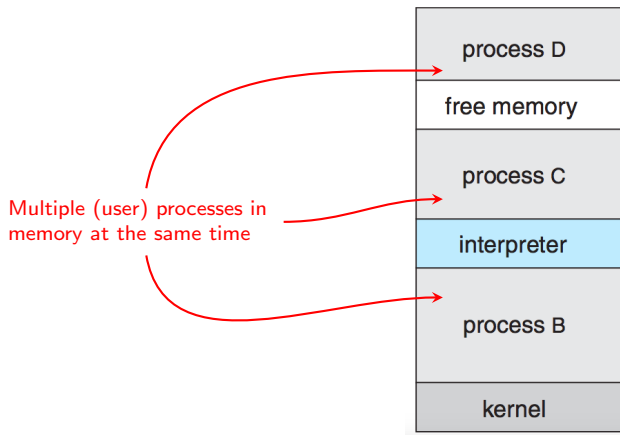 process D
free memory
process C
Multiple (user) processes in
memory at the same time
interpreter
process B
kernel